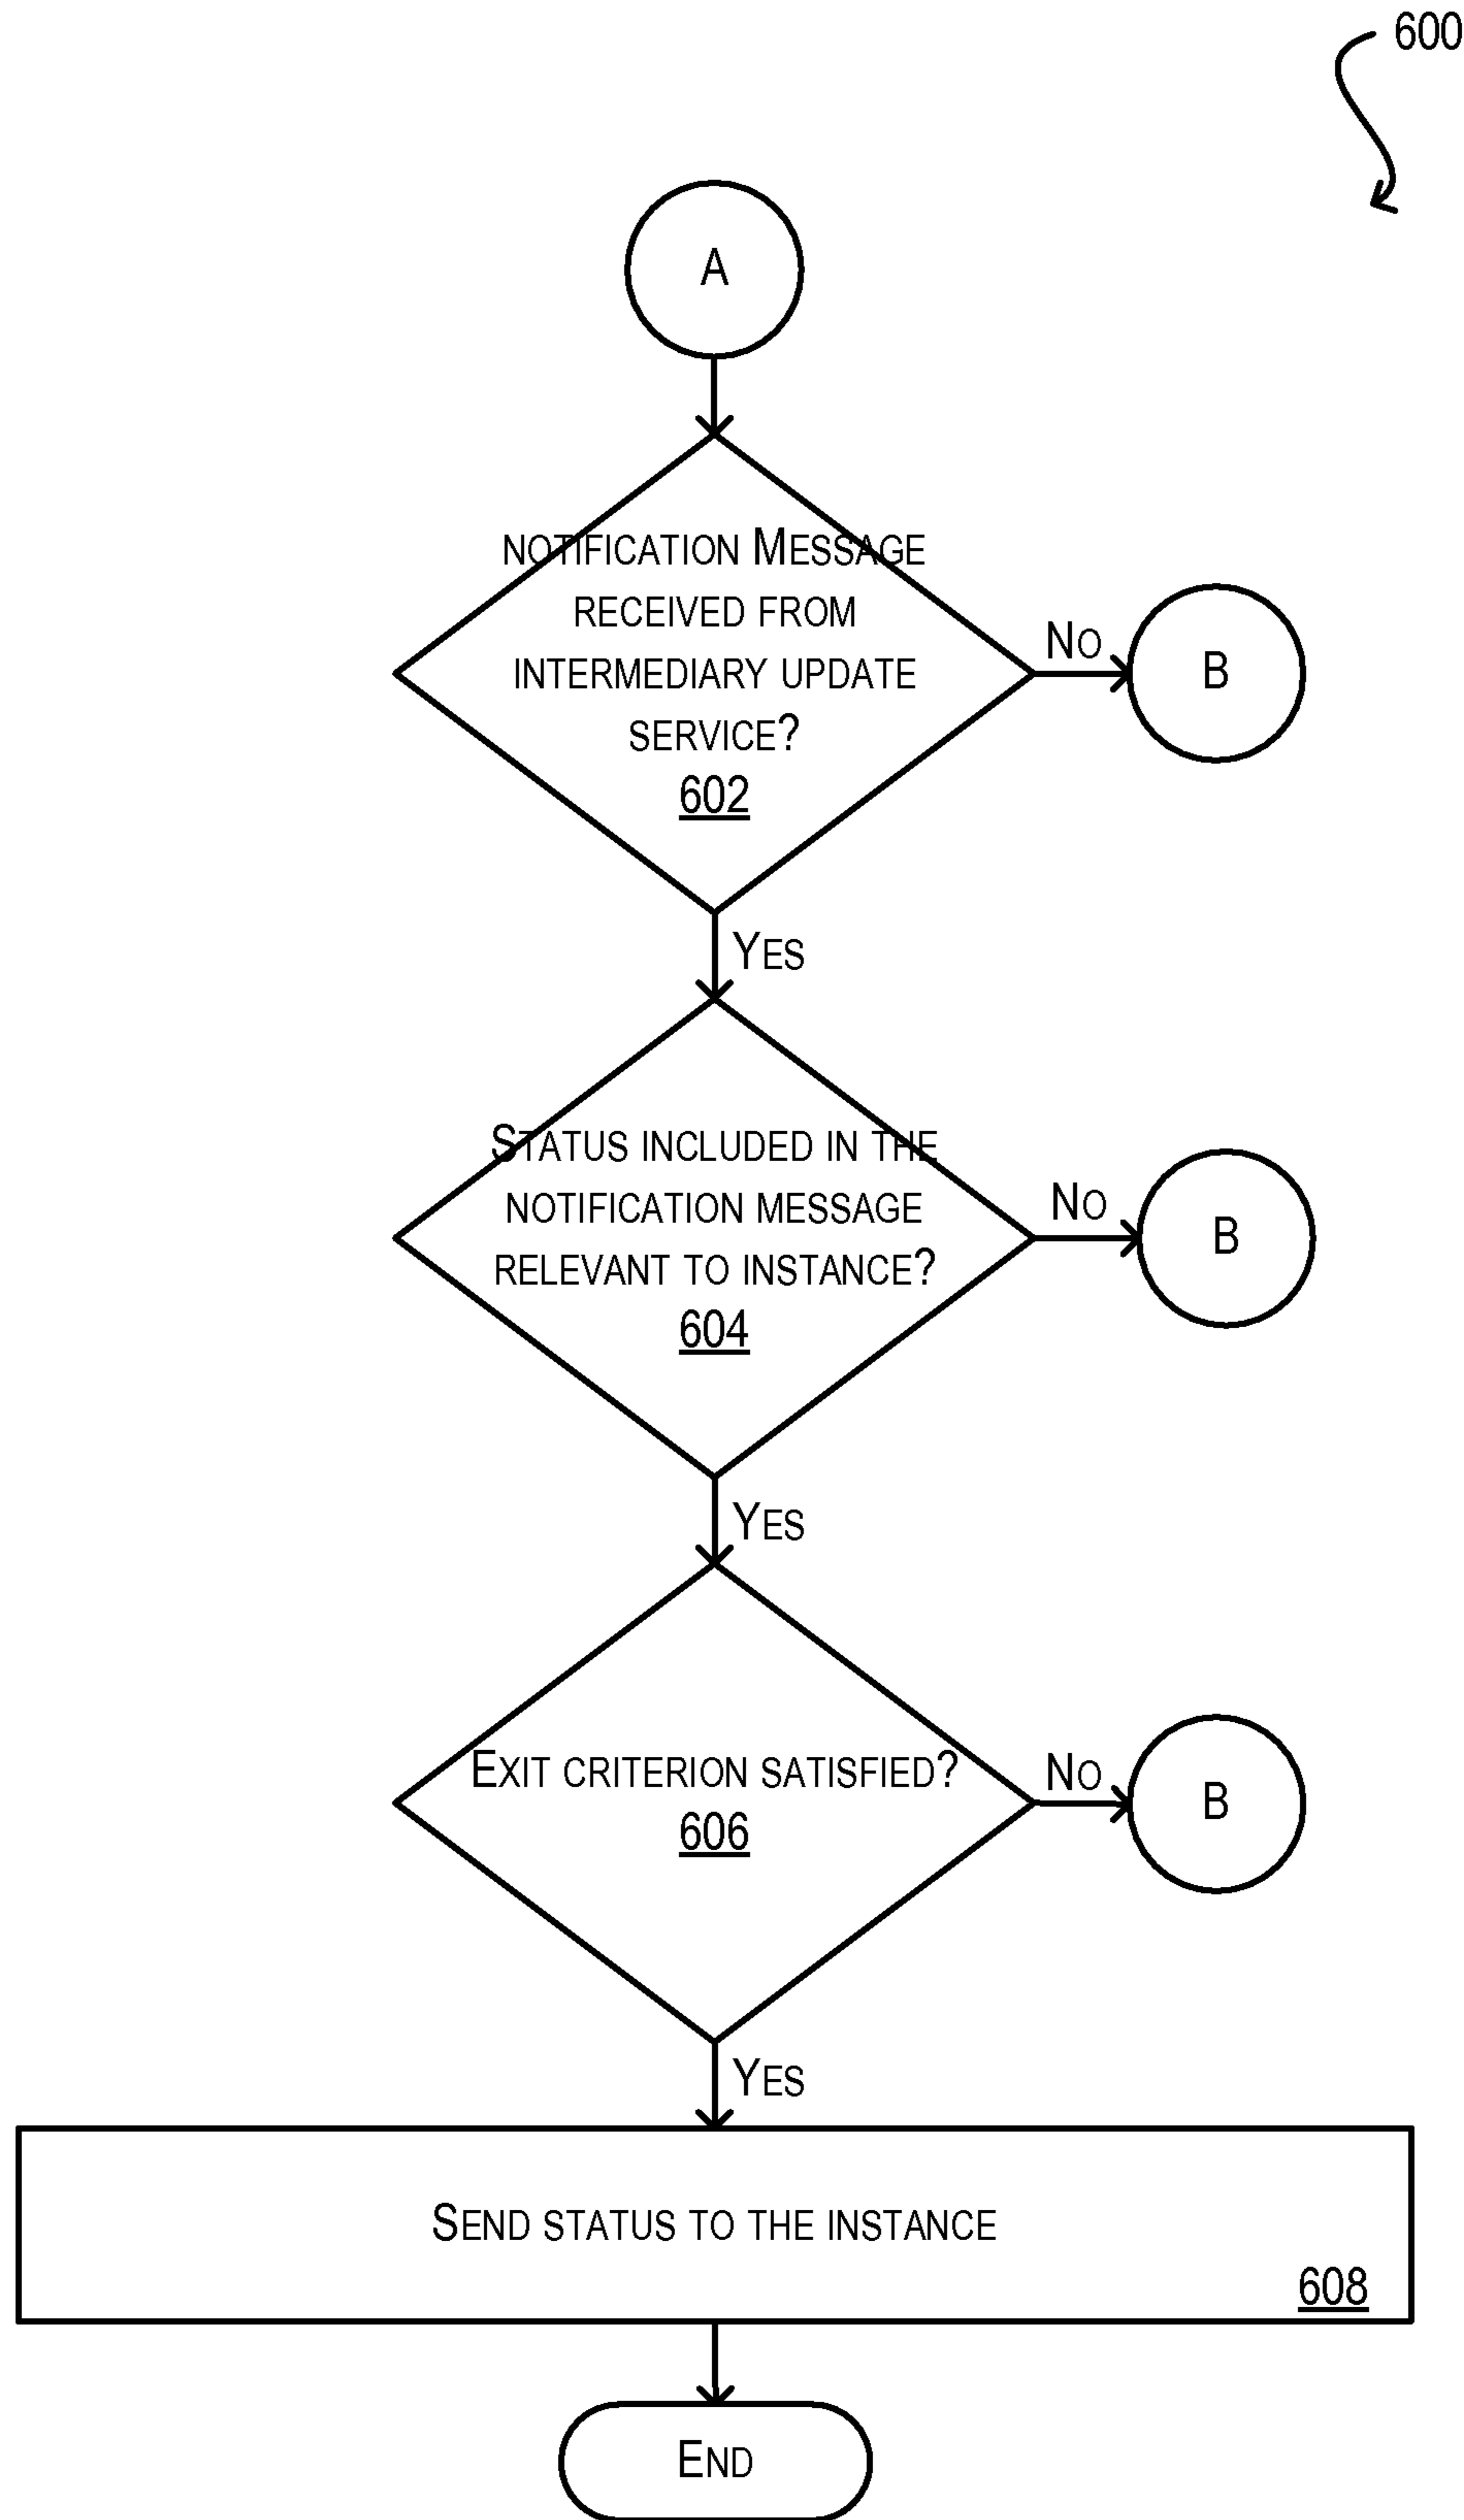 600
A
NOTIFICATION MESSAGE
RECEIVED FROM
INTERMEDIARY UPDATE
SERVICE?
602
NO
B
YES
STATUS INCLUDED IN THE
NOTIFICATION MESSAGE
RELEVANT TO INSTANCE?
604
NO
B
YES
EXIT CRITERION SATISFIED?
606
NO
B
YES
SEND STATUS TO THE INSTANCE
608
END